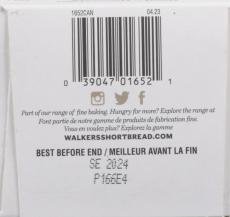 1652CAN 04.23
0 39047 01652 1
Part of our range of fine baking. Hungry for more? Explore the range at
Font partie de notre gamme de produits de fabrication fine.
Vous en voulez plus? Explorez la gamme
WALKERSSHORTBREAD.COM
BEST BEFORE END / MEILLEUR AVANT LA FIN
SE 2024
P166E4